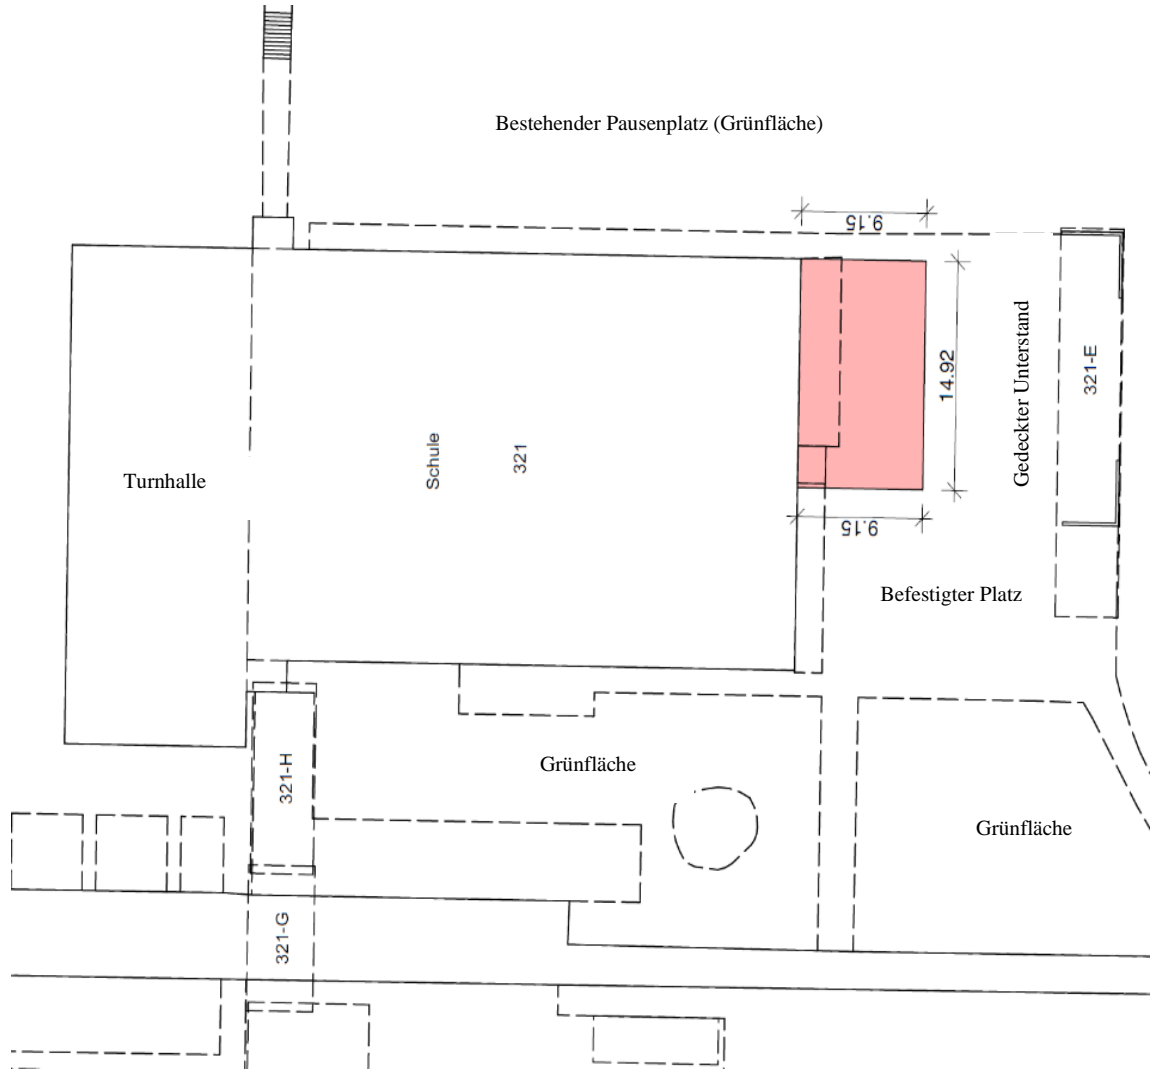 Bestehender Pausenplatz (Grünfläche)
9.15
14.92
Gedeckter Unterstand
321-E
Schule
321
Turnhalle
9.15
Befestigter Platz
321-H
Grünfläche
Grünfläche
321-G